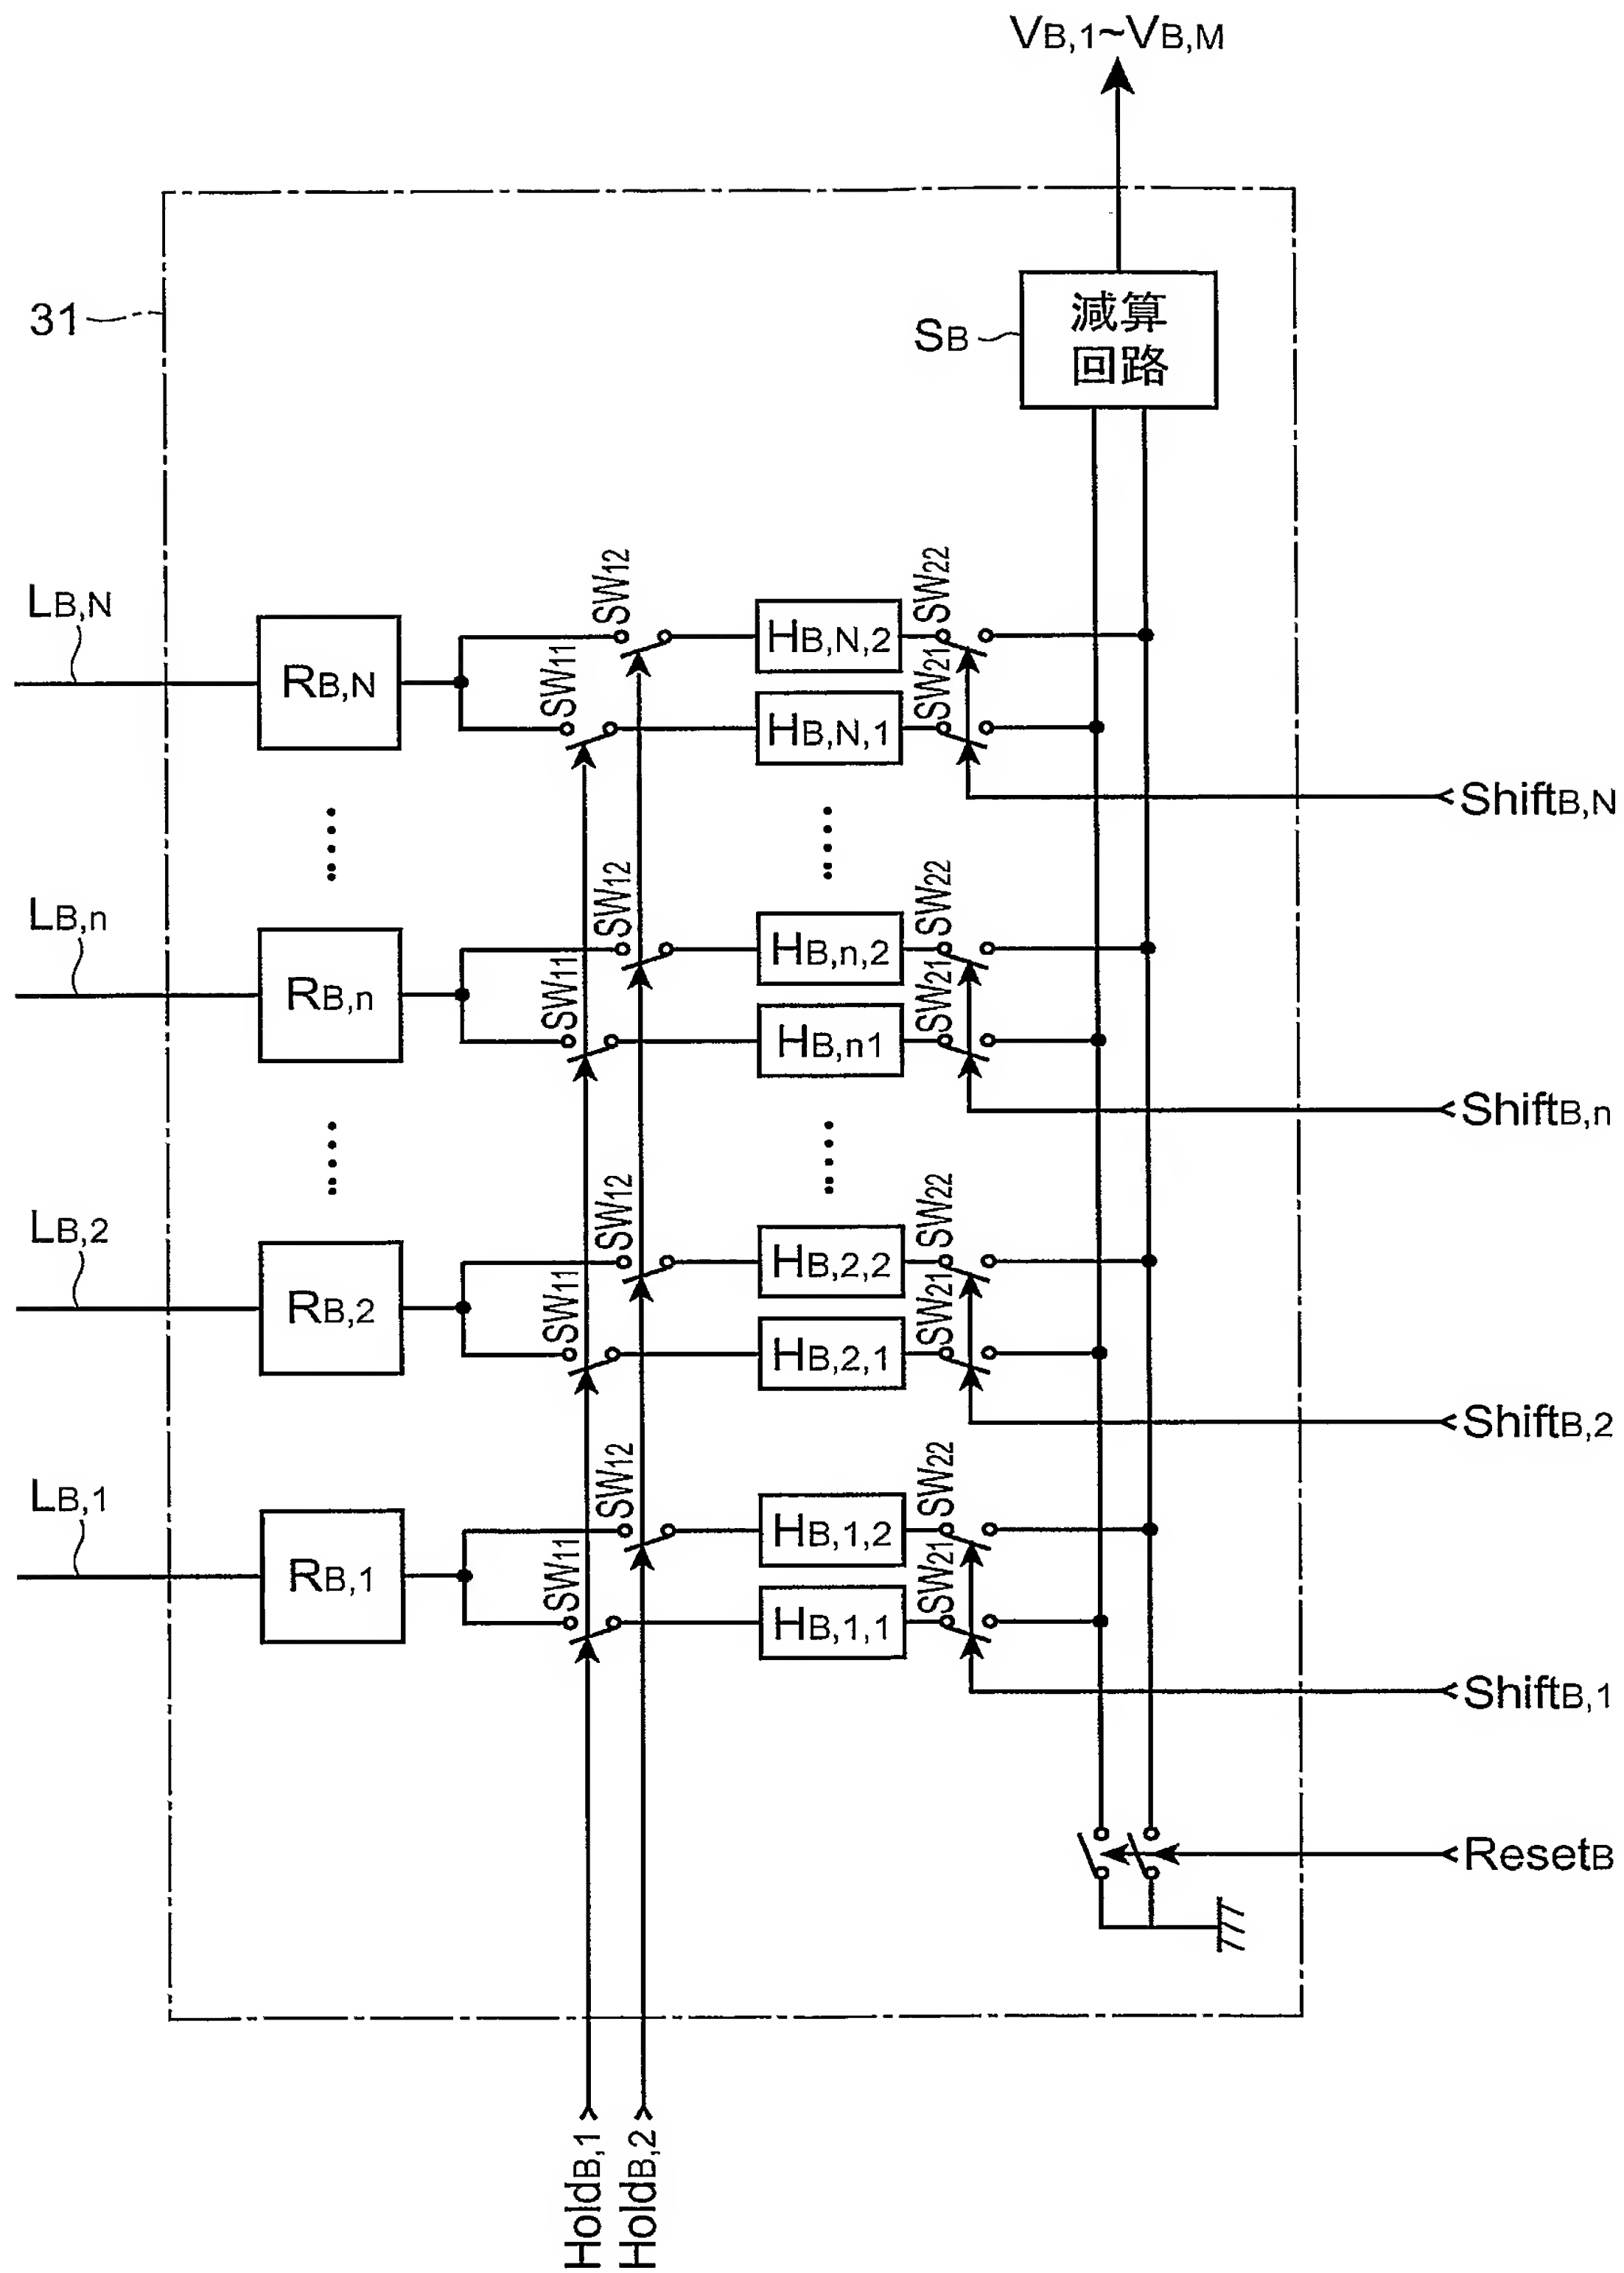 VB,1~VB,M
31
SB
減算
回路
LB,N
RB,N
SW12
SW11
HB,N,2
HB,N,1
SW22
SW21
ShiftB,N
LB,n
RB,n
SW12
SW11
HB,n,2
HB,n1
SW22
SW21
ShiftB,n
LB,2
RB,2
SW12
SW11
HB,2,2
HB,2,1
SW22
SW21
ShiftB,2
LB,1
RB,1
SW12
SW11
HB,1,2
HB,1,1
SW22
SW21
ShiftB,1
ResetB
HoldB,1
HoldB,2